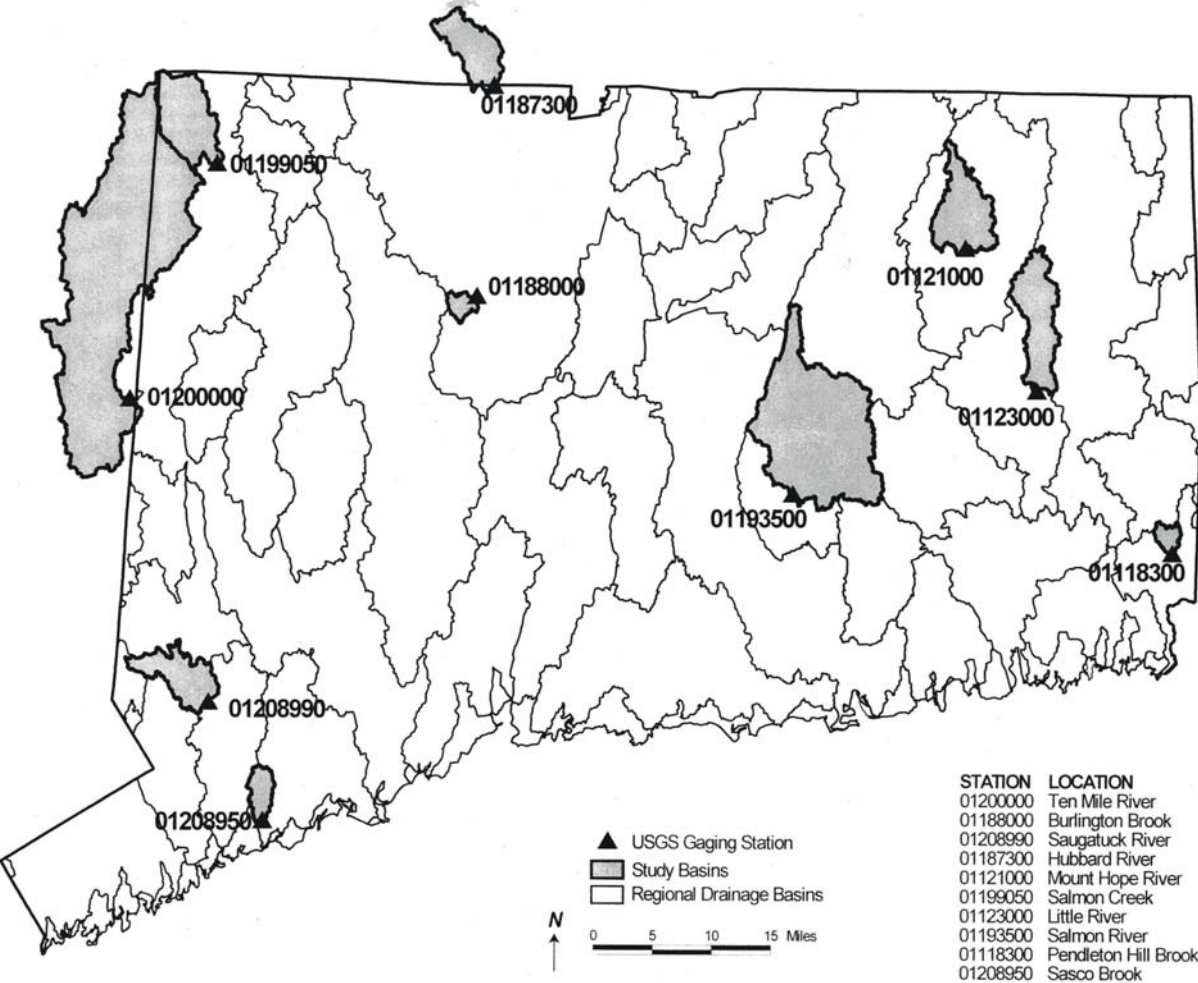 01187300
01199050
01121000
01188000
01200000
01123000
01193500
01118300
01208990
01208950
STATION LOCATION
01200000 Ten Mile River
01188000 Burlington Brook
01208990 Saugatuck River
01187300 Hubbard River
01121000 Mount Hope River
01199050 Salmon Creek
01123000 Little River
01193500 Salmon River
01118300 Pendleton Hill Brook
01208950 Sasco Brook
USGS Gaging Station
Study Basins
Regional Drainage Basins
N
0 5 10 15 Miles